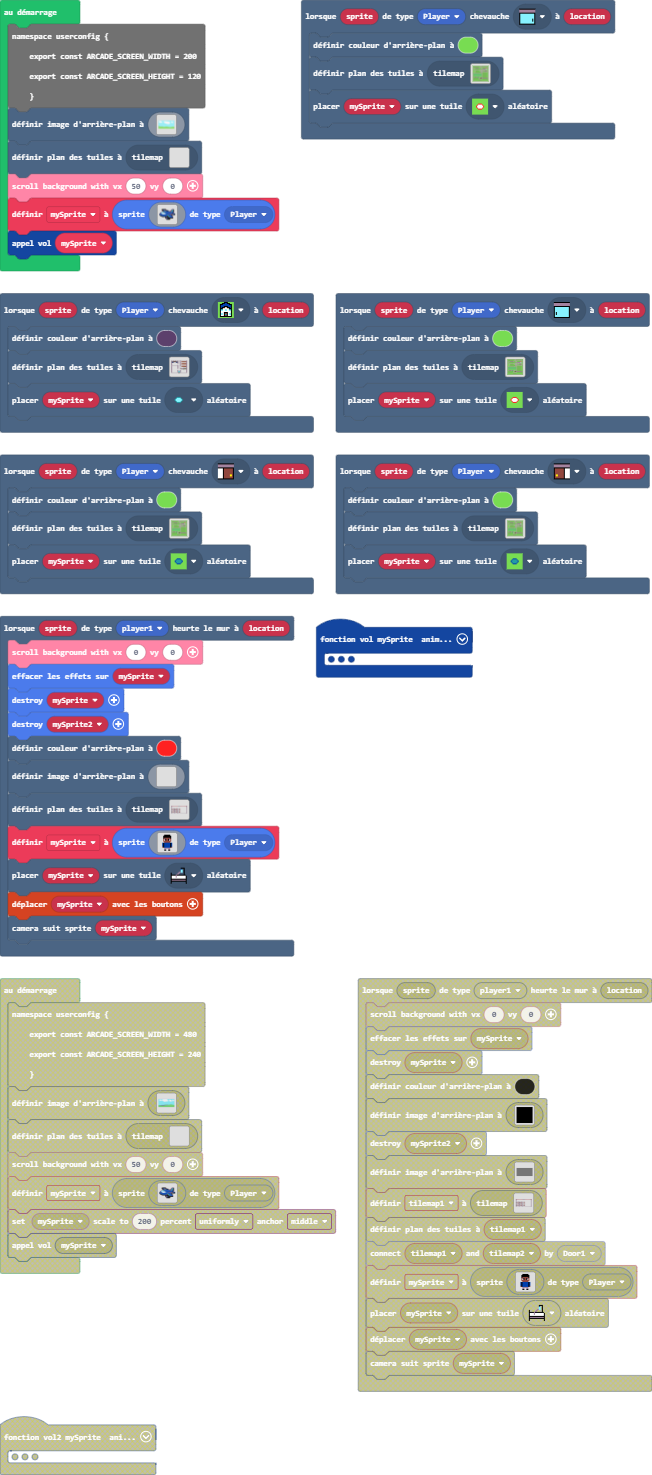 au démarrage
namespace userconfig {
export const ARCADE_SCREEN_WIDTH = 200
export const ARCADE_SCREEN_HEIGHT = 120
}
définir image d'arrière-plan à
définir plan des tuiles à tilemap
scroll background with vx 50 vy 0
définir mySprite à sprite de type Player
appel vol mySprite
lorsque sprite de type Player chevauche à location
définir couleur d'arrière-plan à
définir plan des tuiles à tilemap
placer mySprite sur une tuile aléatoire
lorsque sprite de type Player chevauche à location
définir couleur d'arrière-plan à
définir plan des tuiles à tilemap
placer mySprite sur une tuile aléatoire
lorsque sprite de type Player chevauche à location
définir couleur d'arrière-plan à
définir plan des tuiles à tilemap
placer mySprite sur une tuile aléatoire
lorsque sprite de type Player chevauche à location
définir couleur d'arrière-plan à
définir plan des tuiles à tilemap
placer mySprite sur une tuile aléatoire
lorsque sprite de type Player chevauche à location
définir couleur d'arrière-plan à
définir plan des tuiles à tilemap
placer mySprite sur une tuile aléatoire
lorsque sprite de type player1 heurte le mur à location
scroll background with vx 0 vy 0
effacer les effets sur mySprite
destroy mySprite
destroy mySprite2
définir couleur d'arrière-plan à
définir image d'arrière-plan à
définir plan des tuiles à tilemap
définir mySprite à sprite de type Player
placer mySprite sur une tuile aléatoire
déplacer mySprite avec les boutons
camera suit sprite mySprite
fonction vol mySprite anim...
au démarrage
namespace userconfig {
export const ARCADE_SCREEN_WIDTH = 480
export const ARCADE_SCREEN_HEIGHT = 240
}
définir image d'arrière-plan à
définir plan des tuiles à tilemap
scroll background with vx 50 vy 0
définir mySprite à sprite de type Player
set mySprite scale to 200 percent uniformly anchor middle
appel vol mySprite
lorsque sprite de type player1 heurte le mur à location
scroll background with vx 0 vy 0
effacer les effets sur mySprite
destroy mySprite
définir couleur d'arrière-plan à
définir image d'arrière-plan à
destroy mySprite2
définir image d'arrière-plan à
définir tilemap1 à tilemap
définir plan des tuiles à tilemap1
connect tilemap1 and tilemap2 by Door1
définir mySprite à sprite de type Player
placer mySprite sur une tuile aléatoire
déplacer mySprite avec les boutons
camera suit sprite mySprite
fonction vol2 mySprite ani...